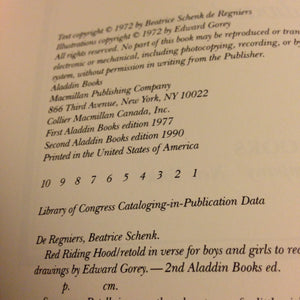 Text copyright © 1972 by Beatrice Schenk de Regniers
Illustrations copyright © 1972 by Edward Gorey
All rights reserved. No part of this book may be reproduced or
electronic or mechanical, including photocopying, recording, or by
system, without permission in writing from the Publisher.
Aladdin Books
Macmillan Publishing Company
866 Third Avenue, New York, NY 10022
Collier Macmillan Canada, Inc.
First Aladdin Books edition 1977
Second Aladdin Books edition 1990
Printed in the United States of America
10 9 8 7 6 5 4 3 2 1
Library of Congress Cataloging-in-Publication Data
De Regniers, Beatrice Schenk.
Red Riding Hood/retold in verse for boys and girls to
drawings by Edward Gorey. — 2nd Aladdin Books ed.
p. cm.